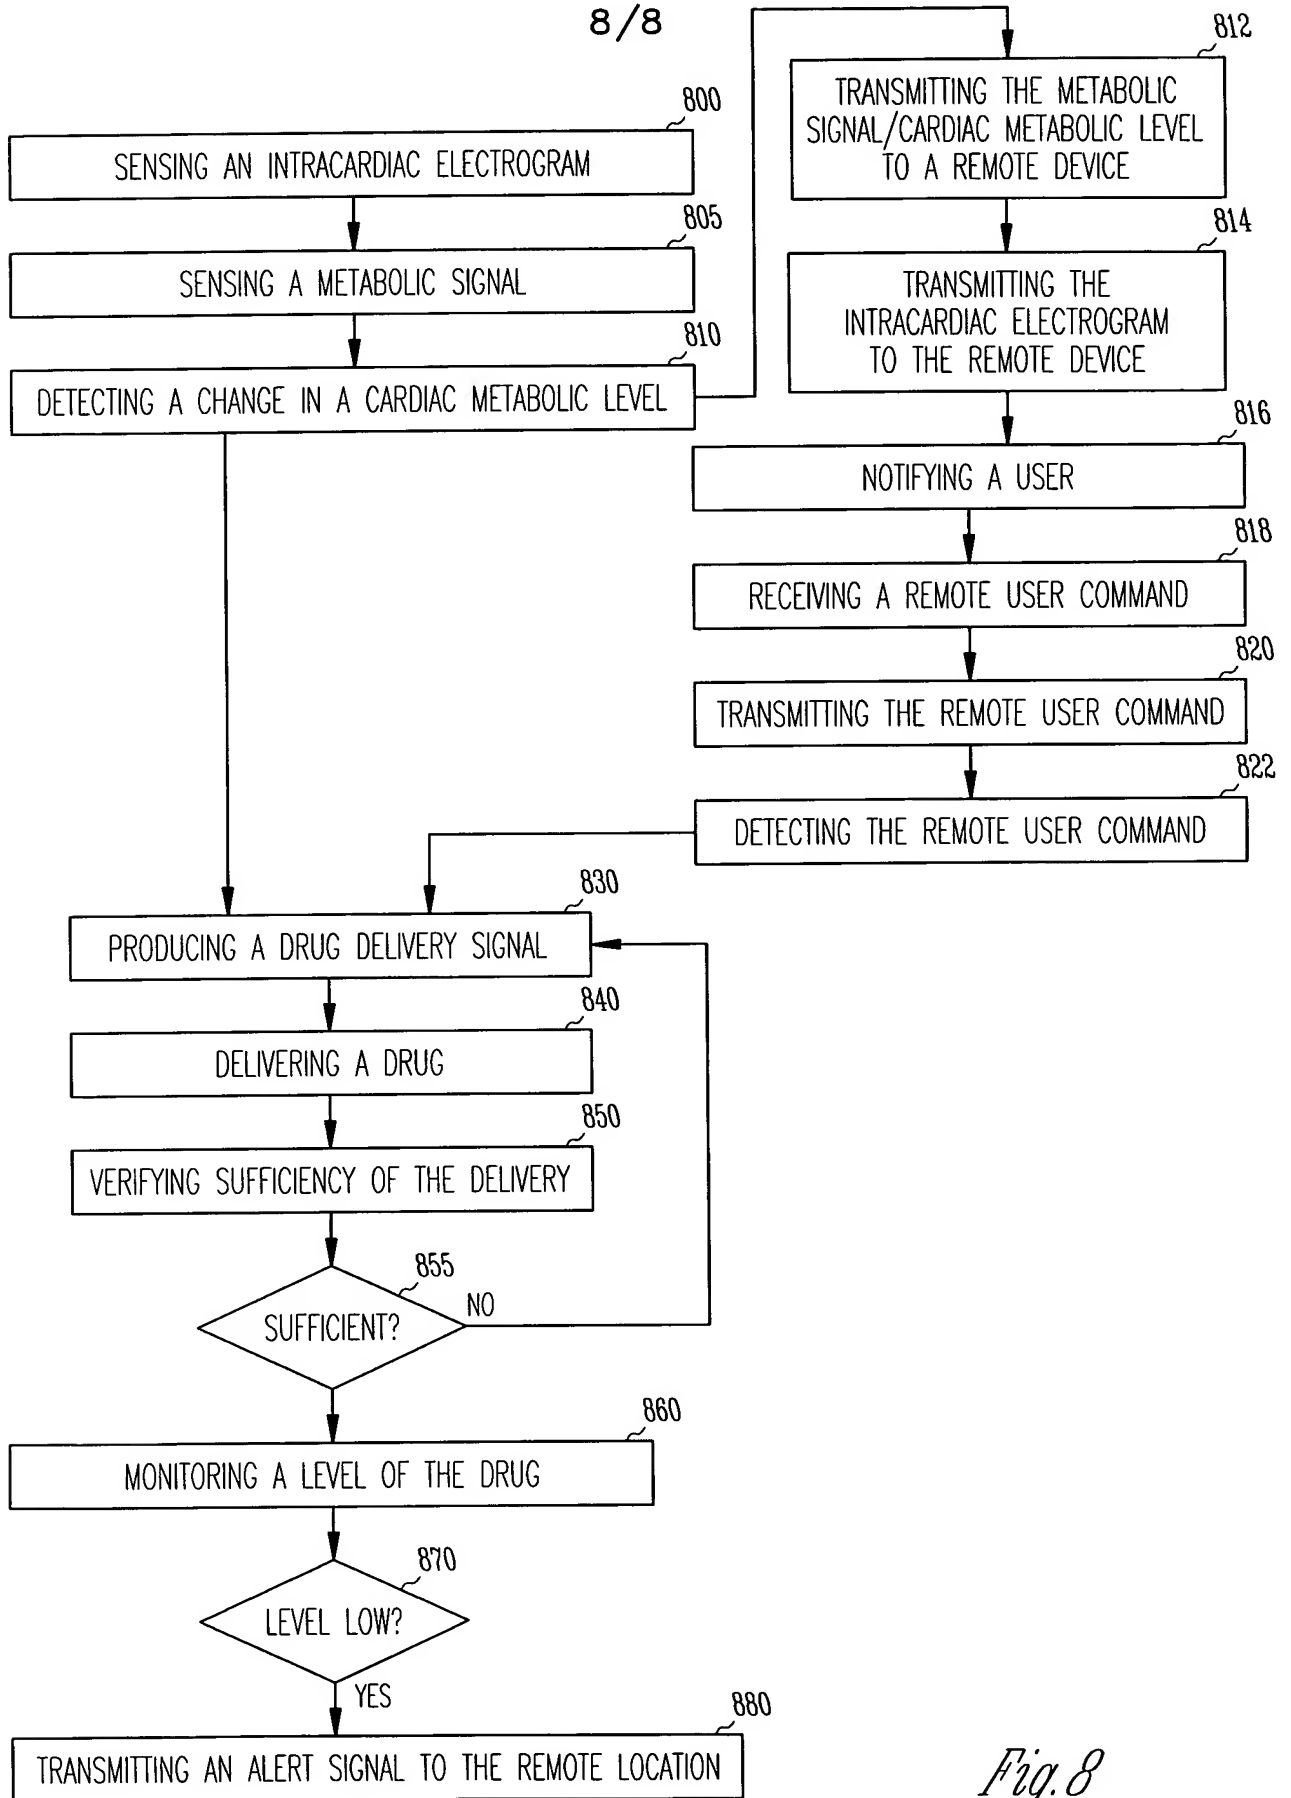 8/8
800
SENSING AN INTRACARDIAC ELECTROGRAM
805
SENSING A METABOLIC SIGNAL
810
DETECTING A CHANGE IN A CARDIAC METABOLIC LEVEL
812
TRANSMITTING THE METABOLIC
SIGNAL/CARDIAC METABOLIC LEVEL
TO A REMOTE DEVICE
814
TRANSMITTING THE
INTRACARDIAC ELECTROGRAM
TO THE REMOTE DEVICE
816
NOTIFYING A USER
818
RECEIVING A REMOTE USER COMMAND
820
TRANSMITTING THE REMOTE USER COMMAND
822
DETECTING THE REMOTE USER COMMAND
830
PRODUCING A DRUG DELIVERY SIGNAL
840
DELIVERING A DRUG
850
VERIFYING SUFFICIENCY OF THE DELIVERY
855
SUFFICIENT?
NO
860
MONITORING A LEVEL OF THE DRUG
870
LEVEL LOW?
YES
880
TRANSMITTING AN ALERT SIGNAL TO THE REMOTE LOCATION
Fig. 8